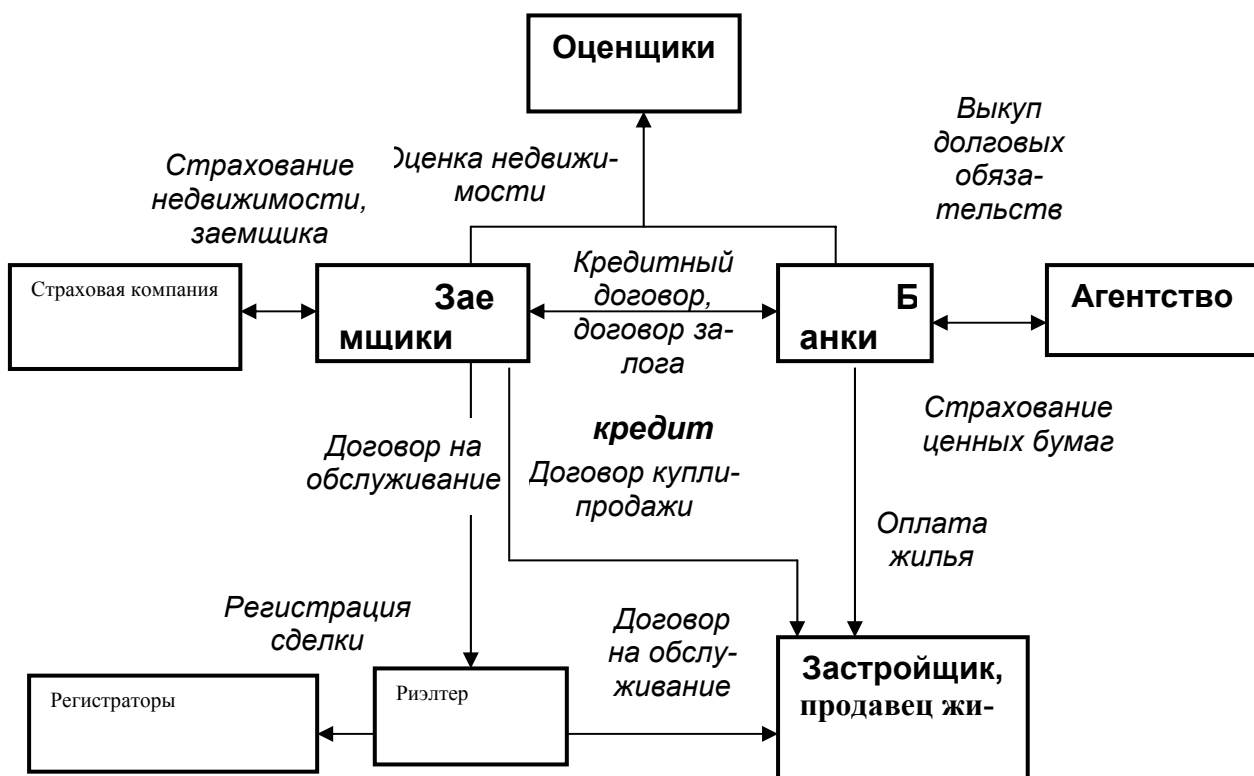 Оценщики
Выкуп
долговых
обяза-
тельств
Страхование
недвижимости,
заемщика
Оценка недвижи-
мости
Страховая компания
Зае
мщики
Кредитный
договор,
договор за-
лога
Б
анки
Агентство
Договор на
обслуживание
кредит
Договор купли-
продажи
Страхование
ценных бумаг
Оплата
жилья
Регистрация
сделки
Договор
на обслу-
живание
Регистраторы
Риэлтер
Застройщик,
продавец жи-